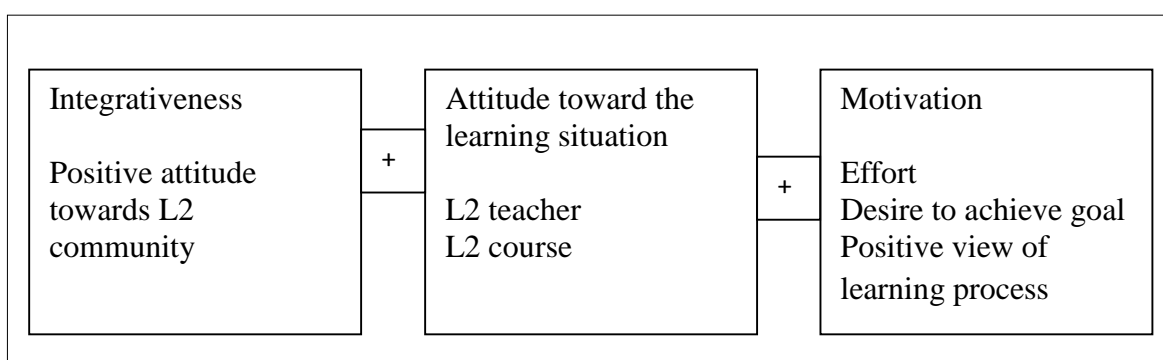 Integrativeness
Positive attitude
towards L2
community
+
Attitude toward the
learning situation
L2 teacher
L2 course
+
Motivation
Effort
Desire to achieve goal
Positive view of
learning process